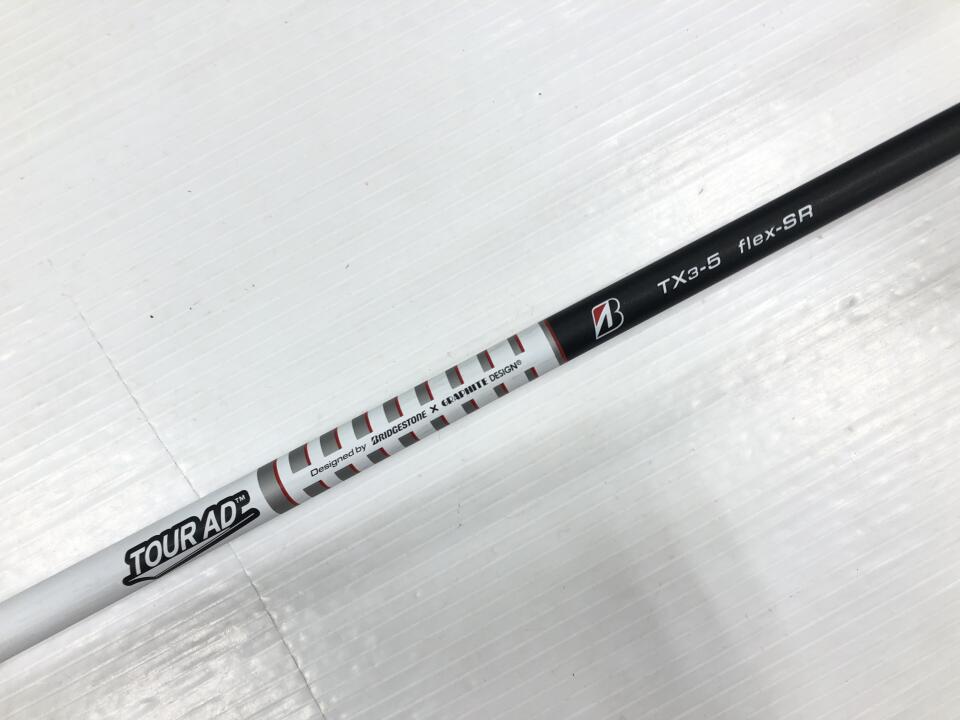 TOUR AD™
Designed by BRIDGESTONE × GRAPHITE DESIGN®
B
TX3-5 flex-SR